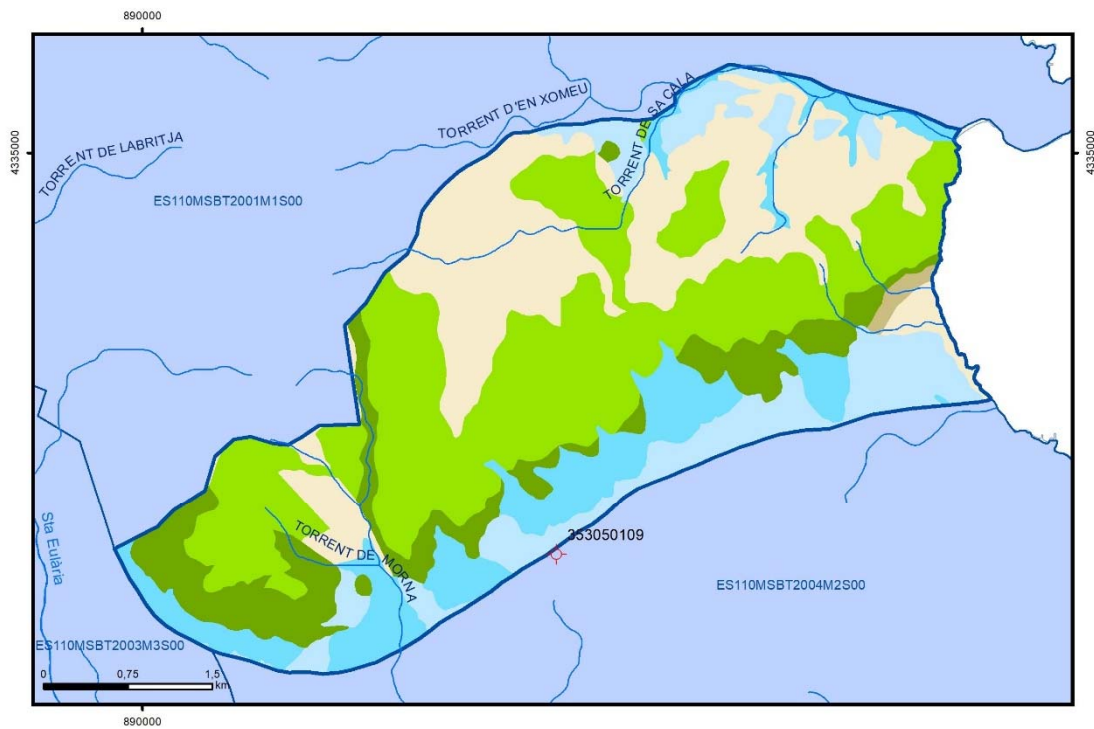 890000
4335000
4335000
TORRENT DE LABRITJA
TORRENT D'EN XOMEU
TORRENT DE SA CALA
ES110MSBT2001M1S00
Sta Eulària
TORRENT DE MORNA
353050109
ES110MSBT2004M2S00
ES110MSBT2003M3S00
0 0,75 1,5
km
890000